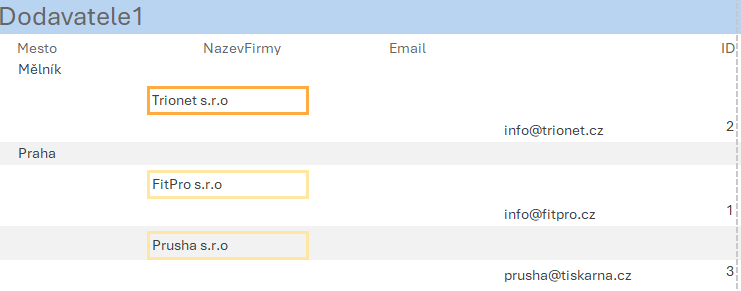 Dodavatele1
Mesto NazevFirmy Email ID
Mělník
Trionet s.r.o
info@trionet.cz 2
Praha
FitPro s.r.o
info@fitpro.cz 1
Prusha s.r.o
prusha@tiskarna.cz 3